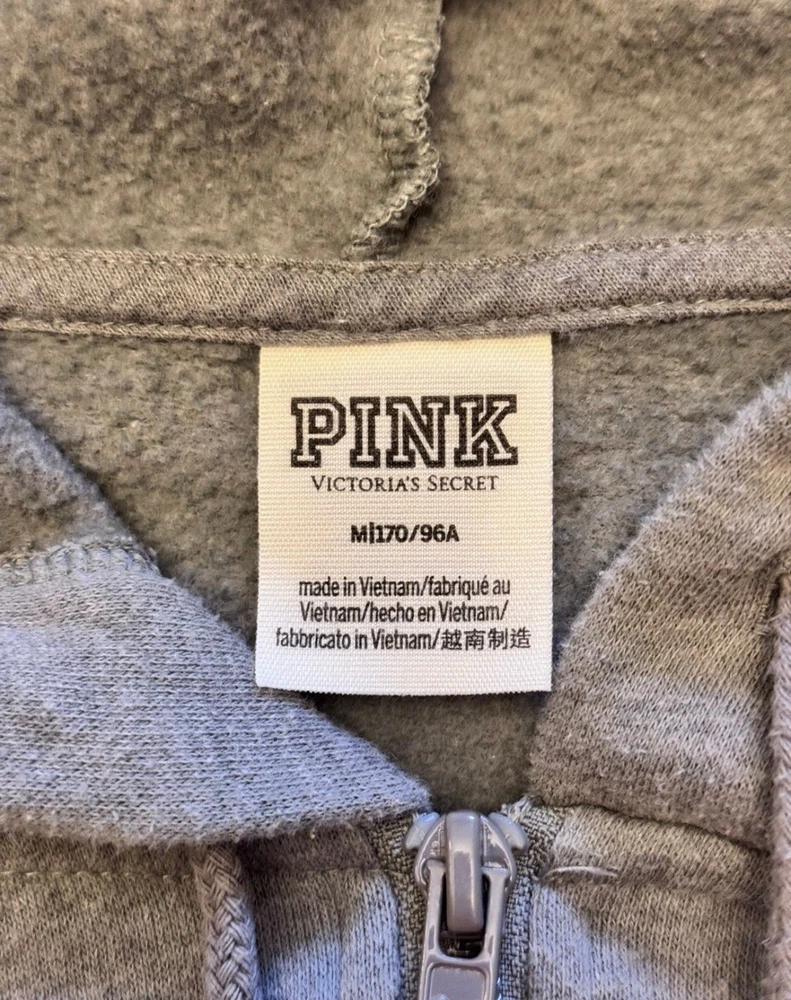 PINK
VICTORIA'S SECRET
M|170/96A
made in Vietnam/fabriqué au
Vietnam/hecho en Vietnam/
fabbricato in Vietnam/越南制造